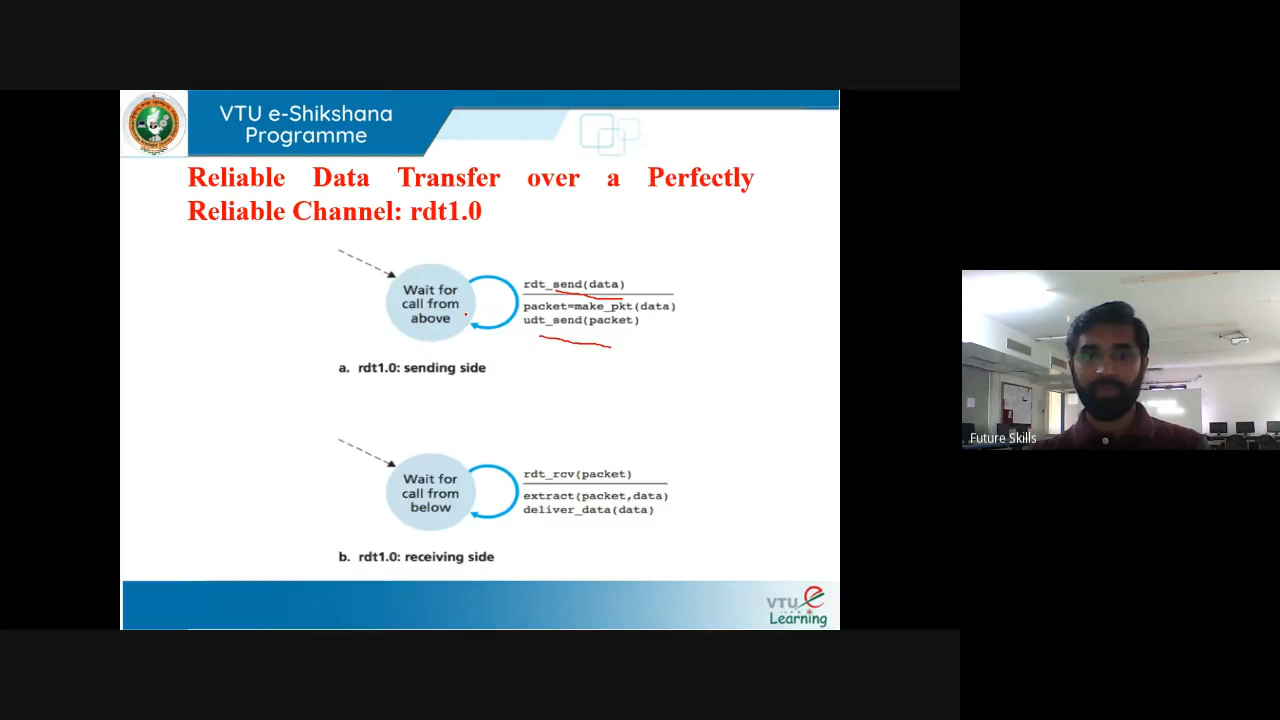 VTU e-Shikshana
Programme
Reliable Data Transfer over a Perfectly
Reliable Channel: rdt1.0
Wait for
call from
above
rdt_send(data)
packet=make_pkt(data)
udt_send(packet)
a. rdt1.0: sending side
Wait for
call from
below
rdt_rcv(packet)
extract(packet,data)
deliver_data(data)
b. rdt1.0: receiving side
VTU e
Learning
Future Skills